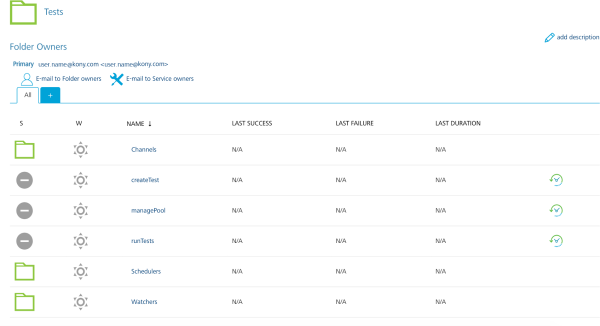 Tests
add description
Folder Owners
Primary user.name@kony.com <user.name@kony.com>
E-mail to Folder owners E-mail to Service owners
All +
S W NAME ↓ LAST SUCCESS LAST FAILURE LAST DURATION
Channels N/A N/A N/A
createTest N/A N/A N/A
managePool N/A N/A N/A
runTests N/A N/A N/A
Schedulers N/A N/A N/A
Watchers N/A N/A N/A